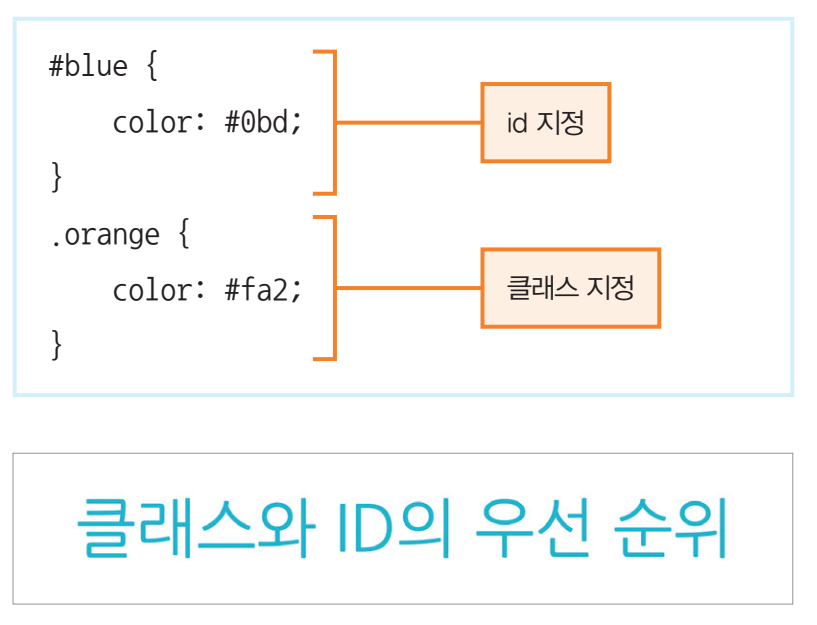 #blue {
    color: #0bd;
}
id 지정
.orange {
    color: #fa2;
}
클래스 지정
클래스와 ID의 우선 순위